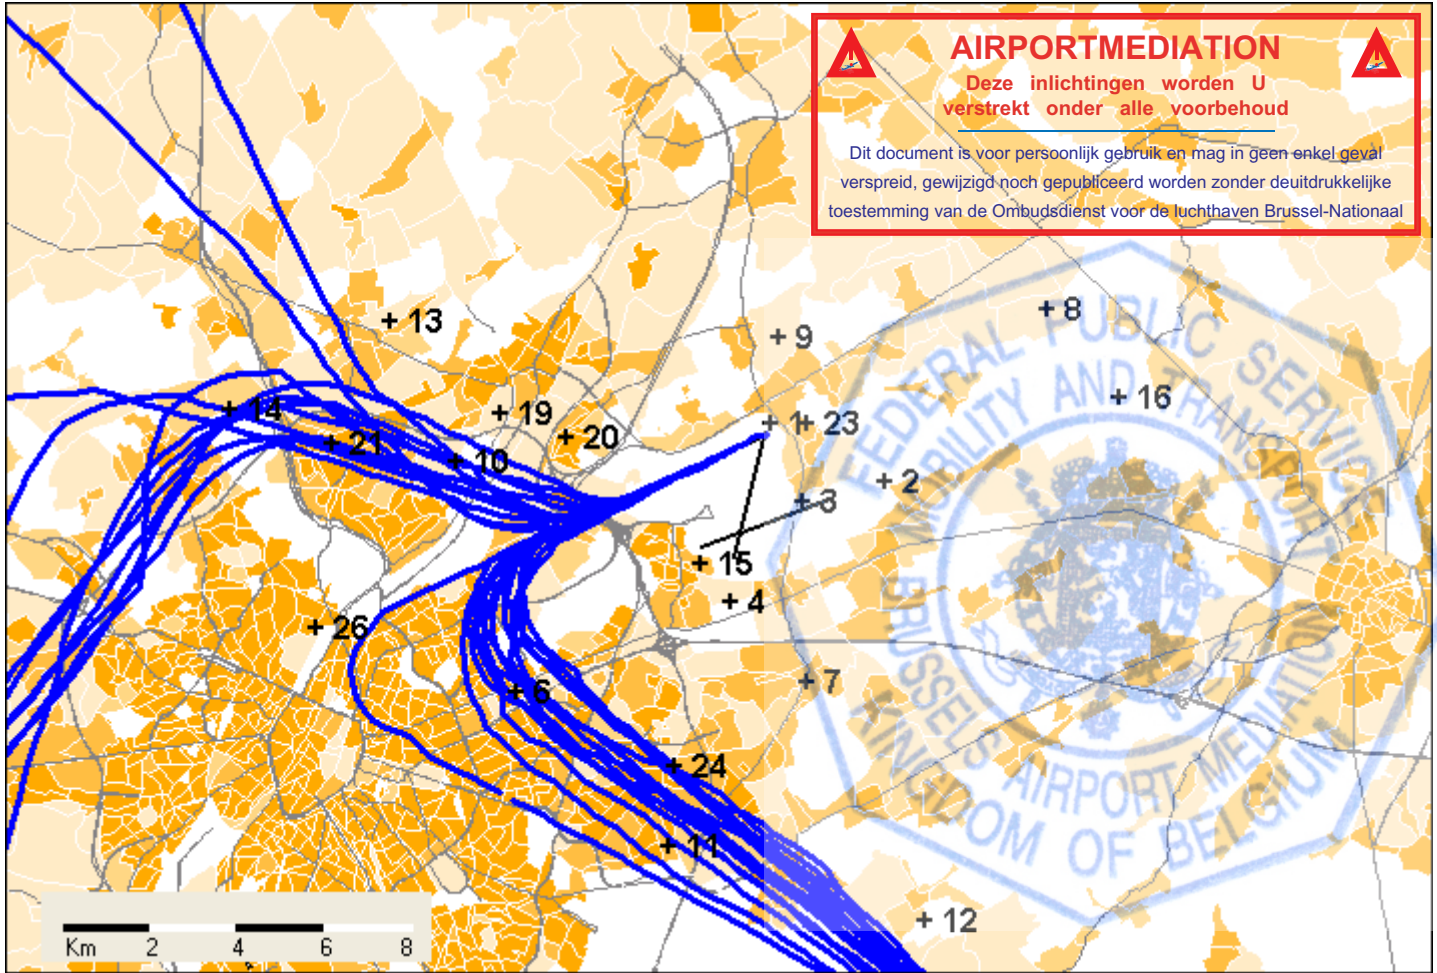 AIRPORTMEDIATION
Deze inlichtingen worden U
verstrekt onder alle voorbehoud
Dit document is voor persoonlijk gebruik en mag in geen enkel geval
verspreid, gewijzigd noch gepubliceerd worden zonder deuitdrukkelijke
toestemming van de Ombudsdienst voor de luchthaven Brussel-Nationaal
8
13
9
16
14
19
1
23
20
21
10
2
3
15
4
26
7
6
24
11
12
FEDERAL PUBLIC SERVICE
MOBILITY AND TRANSPORT
BRUSSELS AIRPORT MEDIATION
KINGDOM OF BELGIUM
Km 2 4 6 8